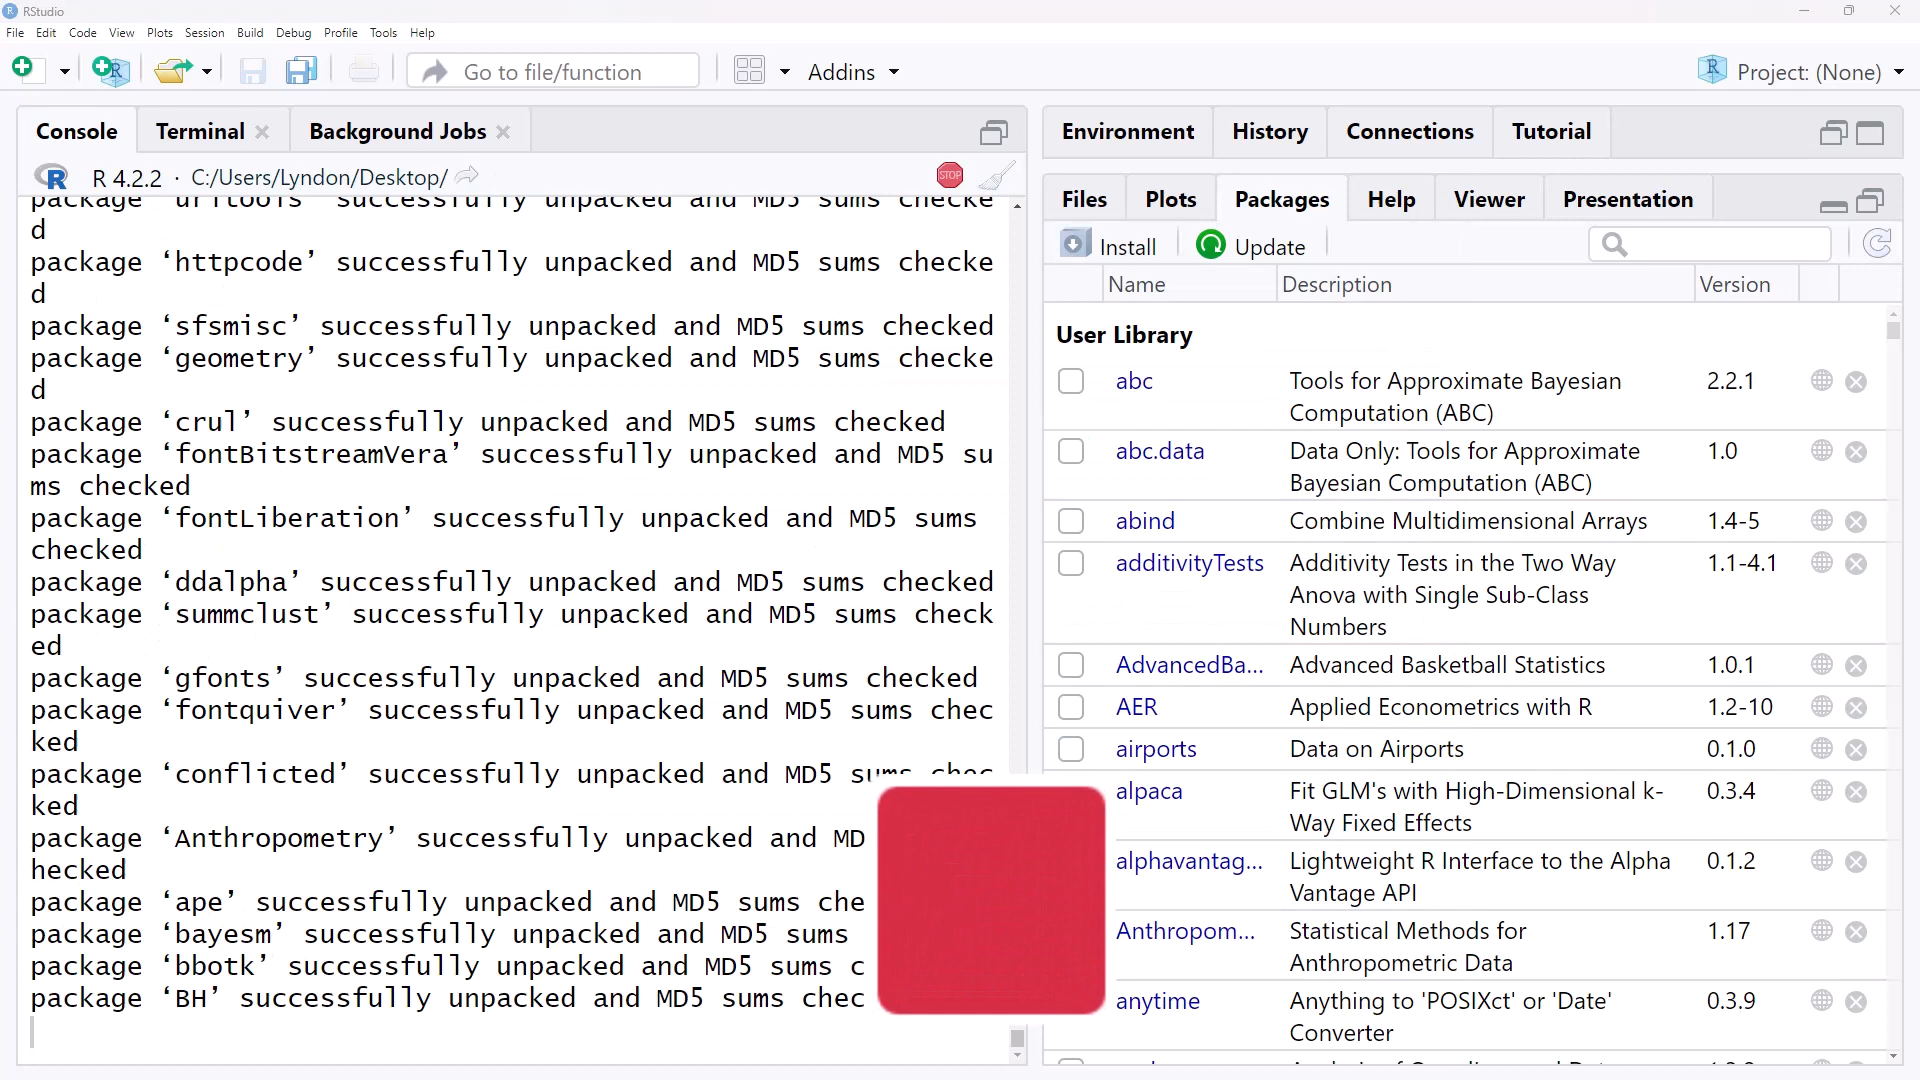 RStudio
File Edit Code View Plots Session Build Debug Profile Tools Help
Go to file/function
Addins
Project: (None)
Console Terminal Background Jobs
R 4.2.2 · C:/Users/Lyndon/Desktop/
STOP
package ‘urltools’ successfully unpacked and MD5 sums checke
d
package ‘httpcode’ successfully unpacked and MD5 sums checke
d
package ‘sfsmisc’ successfully unpacked and MD5 sums checked
package ‘geometry’ successfully unpacked and MD5 sums checke
d
package ‘crul’ successfully unpacked and MD5 sums checked
package ‘fontBitstreamVera’ successfully unpacked and MD5 su
ms checked
package ‘fontLiberation’ successfully unpacked and MD5 sums
checked
package ‘ddalpha’ successfully unpacked and MD5 sums checked
package ‘summclust’ successfully unpacked and MD5 sums check
ed
package ‘gfonts’ successfully unpacked and MD5 sums checked
package ‘fontquiver’ successfully unpacked and MD5 sums chec
ked
package ‘conflicted’ successfully unpacked and MD5 sums chec
ked
package ‘Anthropometry’ successfully unpacked and MD
hecked
package ‘ape’ successfully unpacked and MD5 sums che
package ‘bayesm’ successfully unpacked and MD5 sums
package ‘bbotk’ successfully unpacked and MD5 sums c
package ‘BH’ successfully unpacked and MD5 sums chec
Environment History Connections Tutorial
Files Plots Packages Help Viewer Presentation
Install Update
Name Description Version
User Library
abc Tools for Approximate Bayesian 2.2.1
Computation (ABC)
abc.data Data Only: Tools for Approximate 1.0
Bayesian Computation (ABC)
abind Combine Multidimensional Arrays 1.4-5
additivityTests Additivity Tests in the Two Way 1.1-4.1
Anova with Single Sub-Class
Numbers
AdvancedBa... Advanced Basketball Statistics 1.0.1
AER Applied Econometrics with R 1.2-10
airports Data on Airports 0.1.0
alpaca Fit GLM's with High-Dimensional k- 0.3.4
Way Fixed Effects
alphavantag... Lightweight R Interface to the Alpha 0.1.2
Vantage API
Anthropom... Statistical Methods for 1.17
Anthropometric Data
anytime Anything to 'POSIXct' or 'Date' 0.3.9
Converter